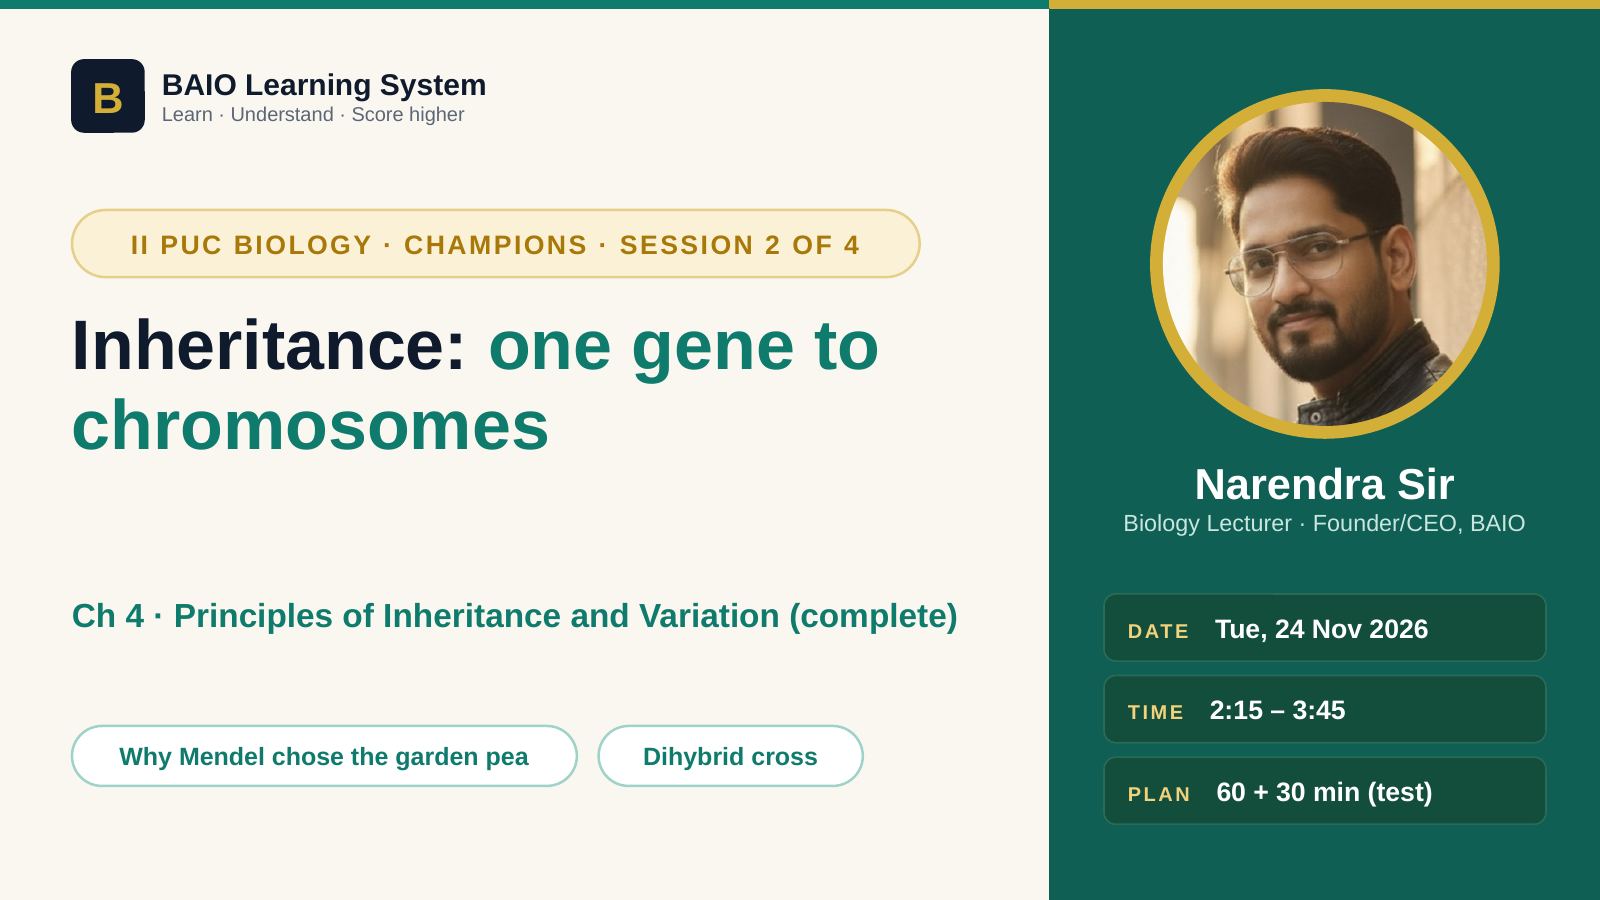 B
BAIO Learning System
Learn · Understand · Score higher
II PUC BIOLOGY · CHAMPIONS · SESSION 2 OF 4
Inheritance: one gene to
chromosomes
Ch 4 · Principles of Inheritance and Variation (complete)
Why Mendel chose the garden pea
Dihybrid cross
Narendra Sir
Biology Lecturer · Founder/CEO, BAIO
DATE Tue, 24 Nov 2026
TIME 2:15 – 3:45
PLAN 60 + 30 min (test)